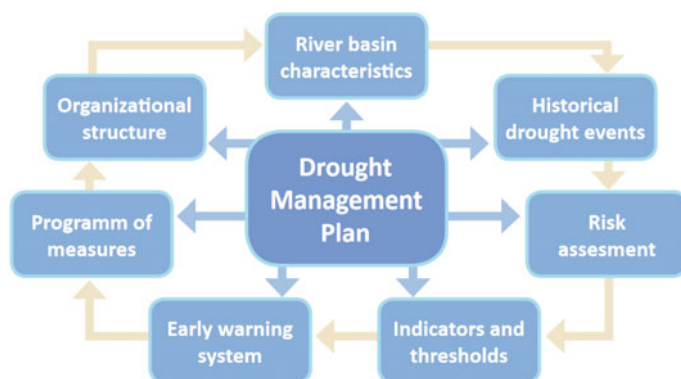 River basin
characteristics
Organizational
structure
Historical
drought events
Drought
Management
Plan
Programm of
measures
Risk
assesment
Early warning
system
Indicators and
thresholds